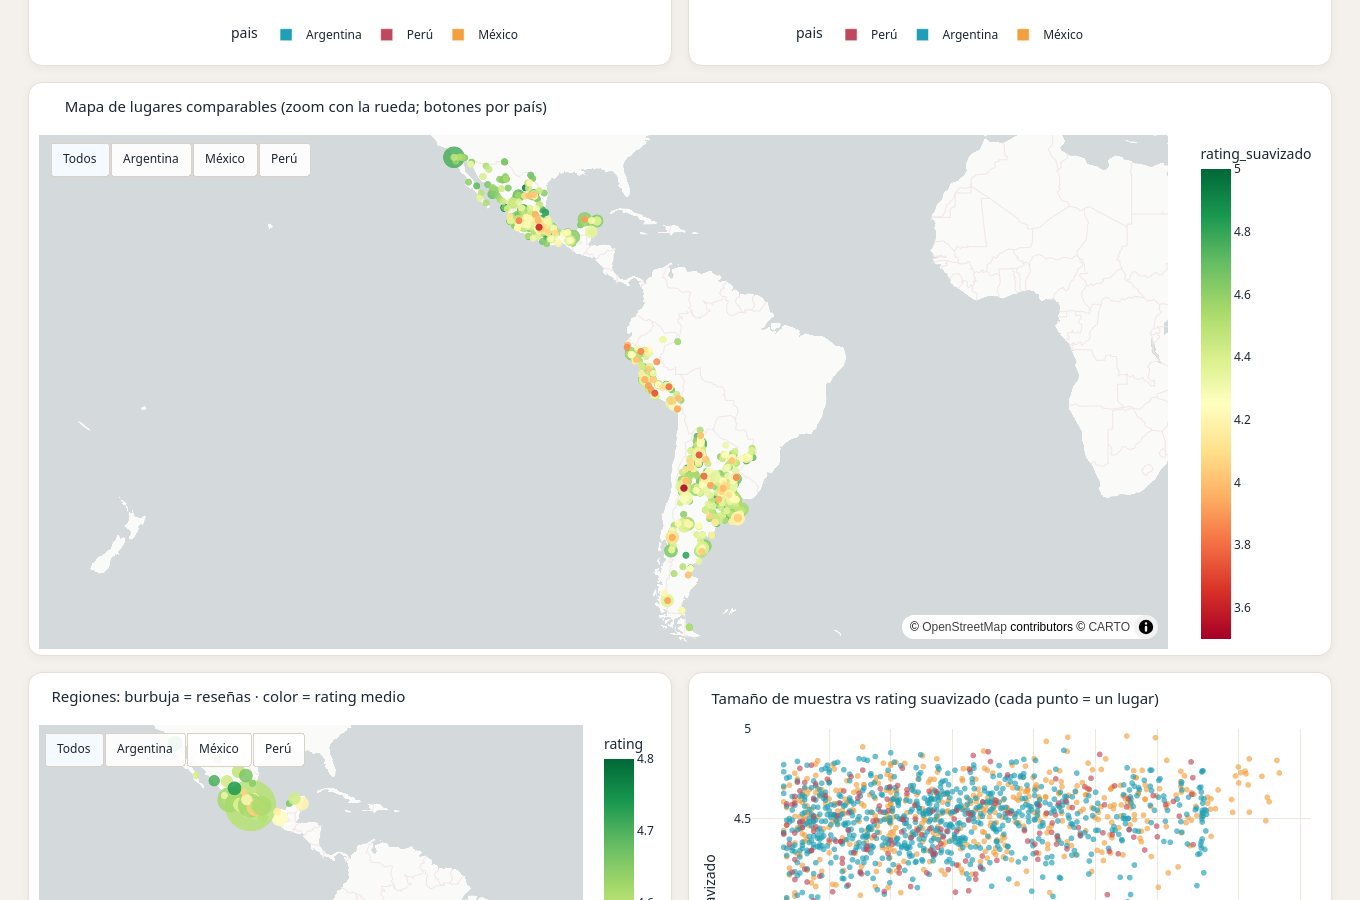 pais Argentina Perú México
pais Perú Argentina México
Mapa de lugares comparables (zoom con la rueda; botones por país)
Todos Argentina México Perú
rating_suavizado
5
4.8
4.6
4.4
4.2
4
3.8
3.6
© OpenStreetMap contributors © CARTO
Regiones: burbuja = reseñas · color = rating medio
Todos Argentina México Perú
rating
4.8
4.7
Tamaño de muestra vs rating suavizado (cada punto = un lugar)
5
4.5